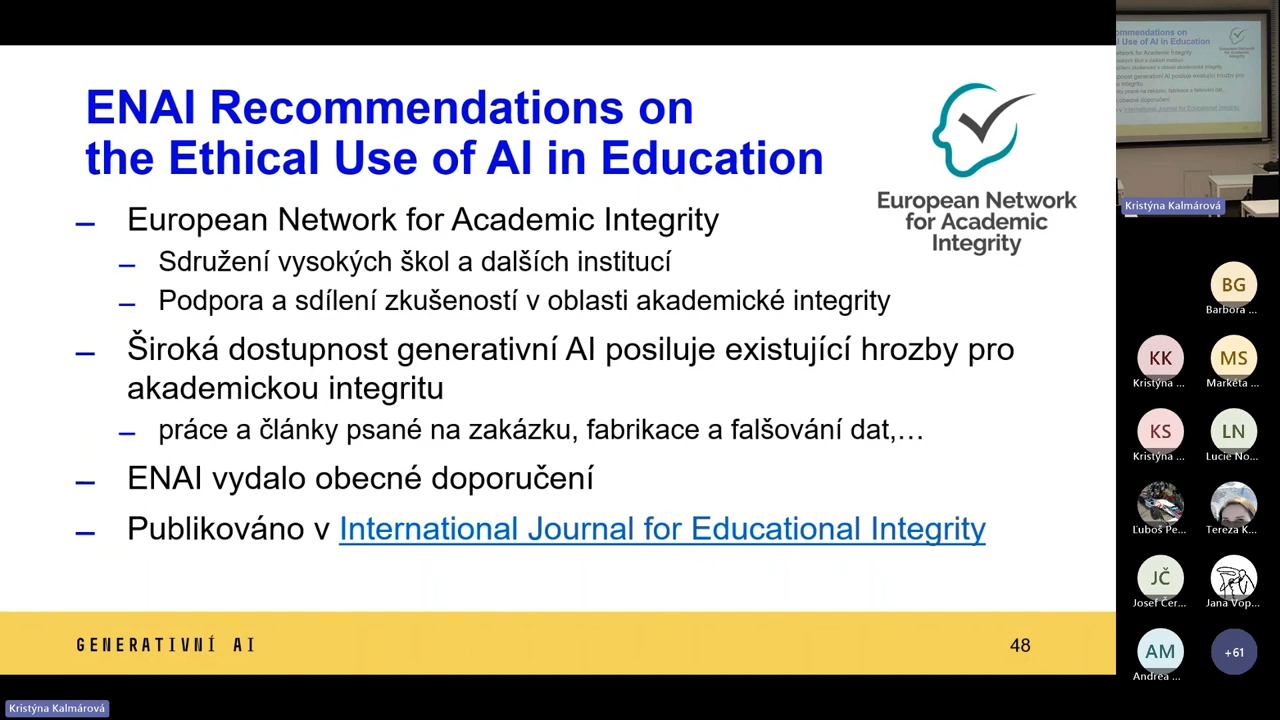 ENAI Recommendations on
the Ethical Use of AI in Education
European Network
for Academic
Integrity
– European Network for Academic Integrity
– Sdružení vysokých škol a dalších institucí
– Podpora a sdílení zkušeností v oblasti akademické integrity
– Široká dostupnost generativní AI posiluje existující hrozby pro
akademickou integritu
– práce a články psané na zakázku, fabrikace a falšování dat,…
– ENAI vydalo obecné doporučení
– Publikováno v International Journal for Educational Integrity
GENERATIVNÍ AI
48
Kristýna Kalmárová
Kristýna Kalmárová
BG
Barbora ...
KK
Kristýna ...
MS
Markéta ...
KS
Kristýna ...
LN
Lucie No...
Ľuboš Pe...
Tereza K...
JČ
Josef Čer...
Jana Vop...
AM
Andrea ...
+61